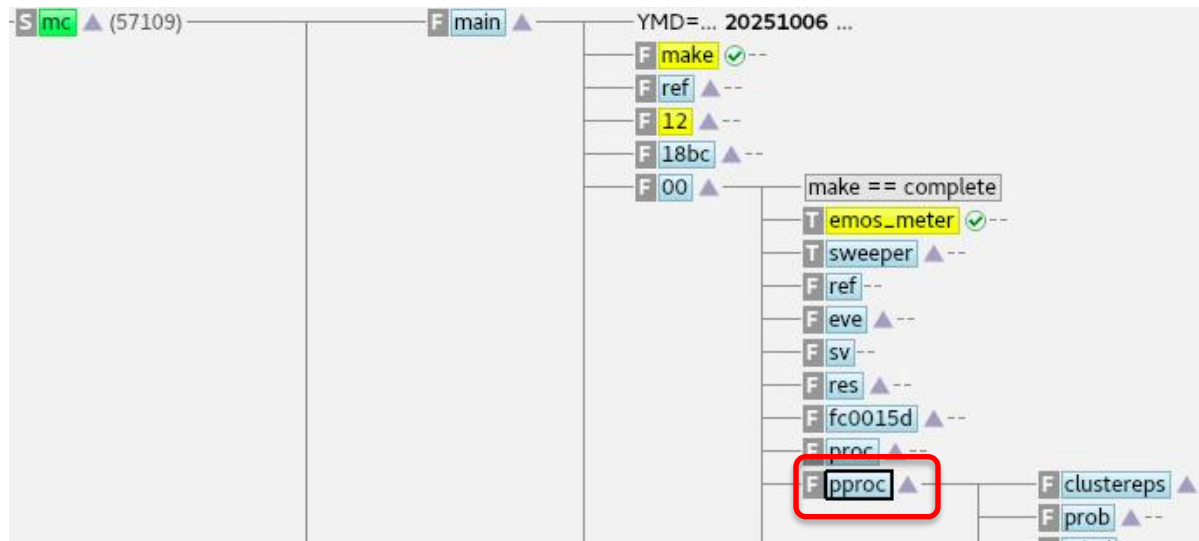 S mc (57109) F main YMD=... 20251006 ...
F make
F ref
F 12
F 18bc
F 00 make == complete
T emos_meter
T sweeper
F ref
F eve
F sv
F res
F fc0015d
F proc
F pproc F clustereps
F prob